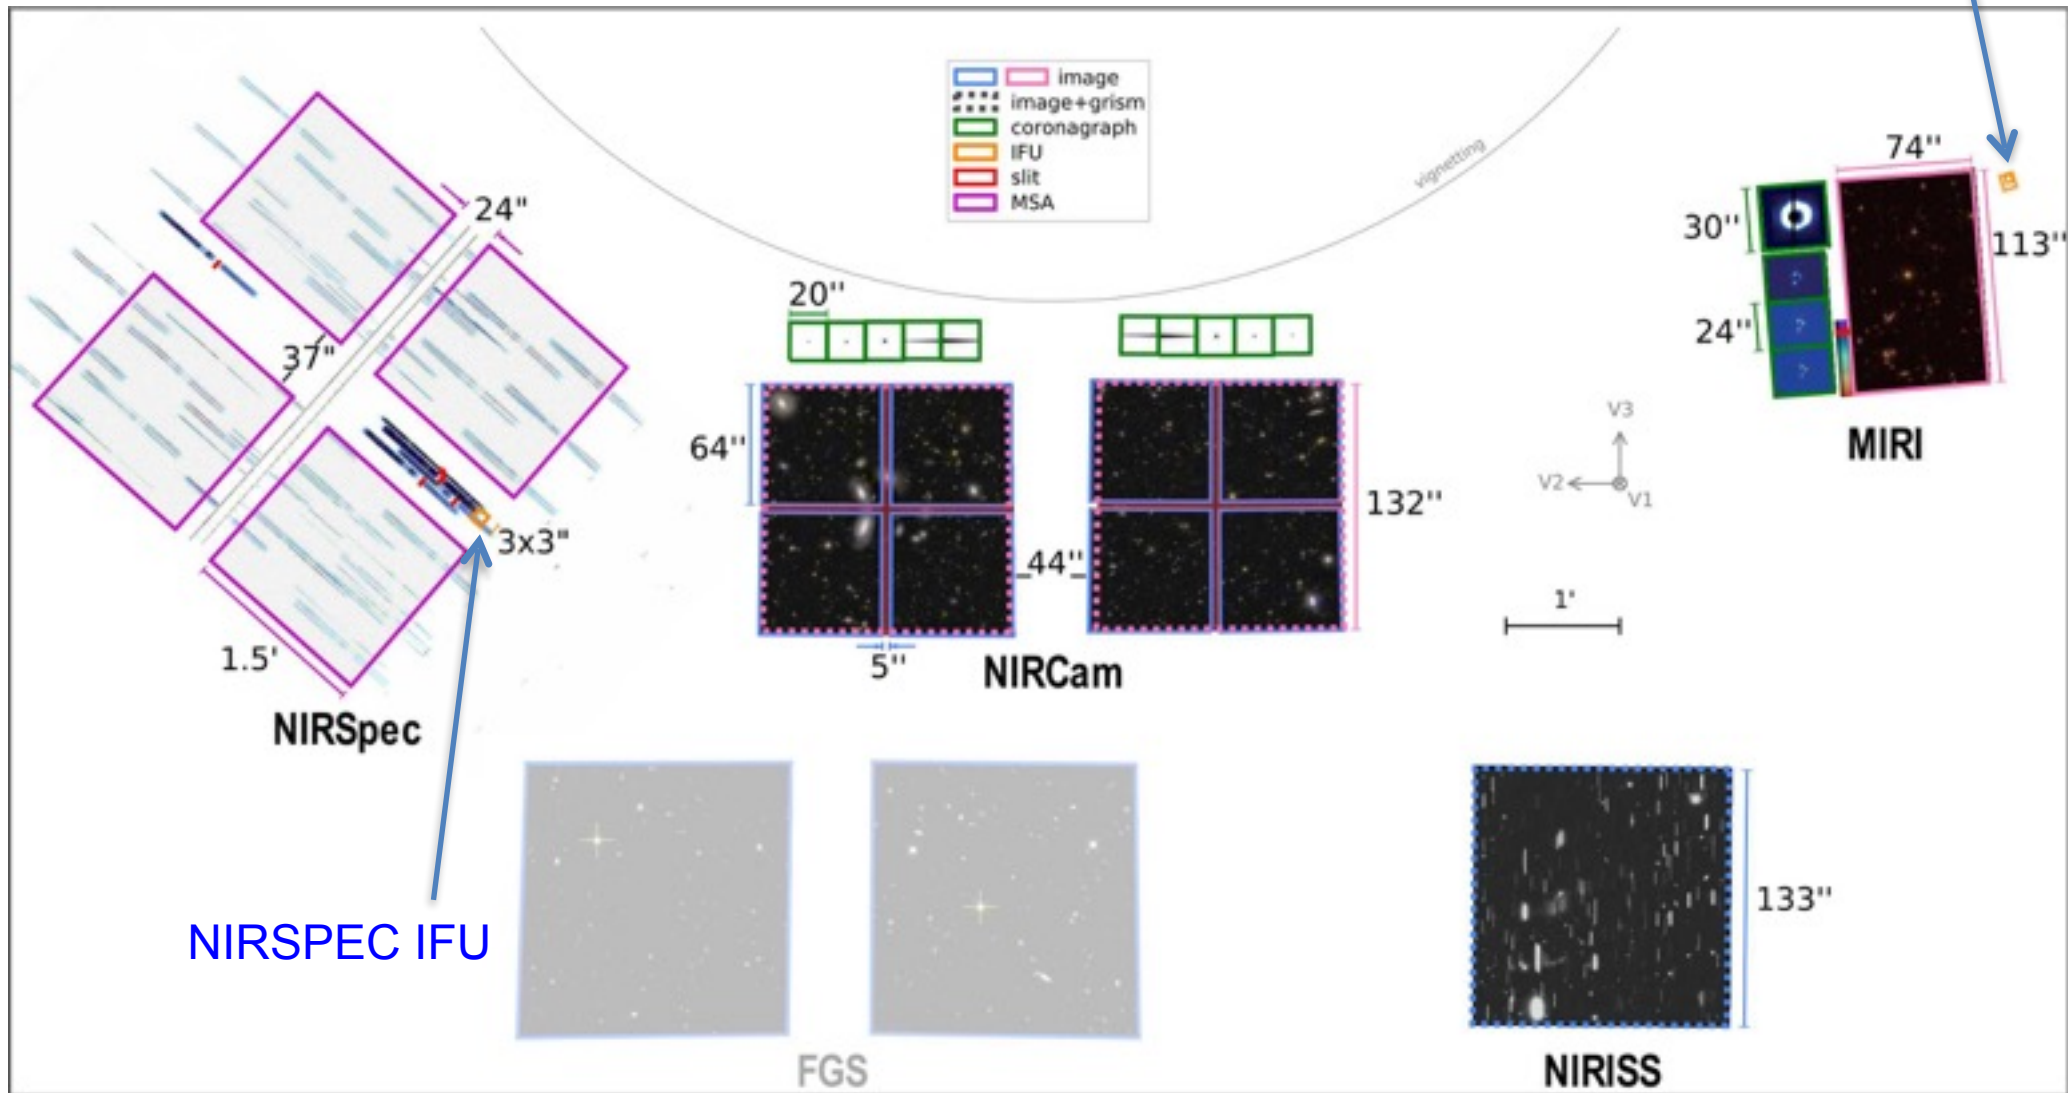 image
image+grism
coronagraph
IFU
slit
MSA
vignetting
24"
37"
3x3"
1.5'
NIRSpec
NIRSPEC IFU
20''
64''
44''
132''
5''
NIRCam
74''
30''
113''
24''
MIRI
V3
V2
V1
1'
FGS
133''
NIRISS